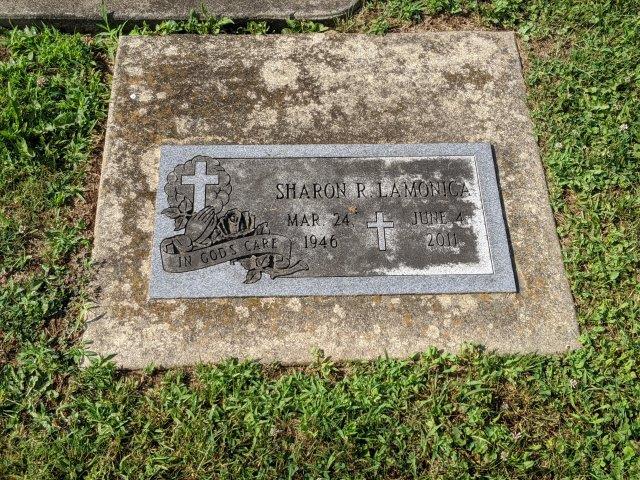 SHARON R. LAMONICA
MAR. 24, JUNE 4
1946 2011
IN GOD'S CARE